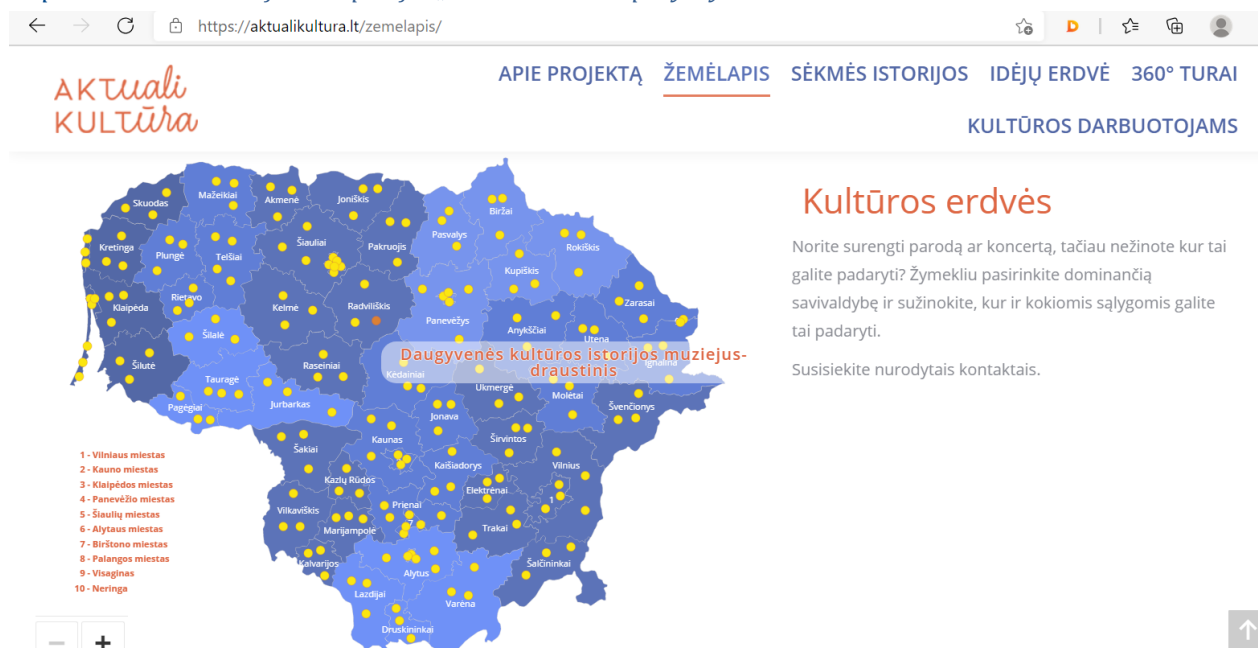 https://aktualikultura.lt/zemelapis/
AKTuali
KULTūra
APIE PROJEKTĄ ŽEMĖLAPIS SĖKMĖS ISTORIJOS IDĖJŲ ERDVĖ 360° TURAI
KULTŪROS DARBUOTOJAMS
Skuodas
Mažeikiai
Akmenė
Joniškis
Biržai
Kretinga
Plungė
Telšiai
Šiauliai
Pakruojis
Pasvalys
Rokiškis
Kupiškis
Klaipėda
Rietavo
Kelmė
Radviliškis
Panevėžys
Zarasai
Šilalė
Anykščiai
Utena
Daugyvenės kultūros istorijos muziejus-
draustinis
Ignalina
Šilutė
Tauragė
Raseiniai
Kėdainiai
Ukmergė
Molėtai
Pagėgiai
Jurbarkas
Jonava
Švenčionys
Šakiai
Kaunas
Širvintos
Kaišiadorys
Vilnius
Kazlų Rūdos
Elektrėnai
1
Vilkaviškis
Marijampolė
Prienai
7
Trakai
Kalvarijos
Alytus
Šalčininkai
Lazdijai
Varėna
Druskininkai
1 - Vilniaus miestas
2 - Kauno miestas
3 - Klaipėdos miestas
4 - Panevėžio miestas
5 - Šiaulių miestas
6 - Alytaus miestas
7 - Birštono miestas
8 - Palangos miestas
9 - Visaginas
10 - Neringa
Kultūros erdvės
Norite surengti parodą ar koncertą, tačiau nežinote kur tai
galite padaryti? Žymekliu pasirinkite dominančią
savivaldybę ir sužinokite, kur ir kokiomis sąlygomis galite
tai padaryti.
Susisiekite nurodytais kontaktais.